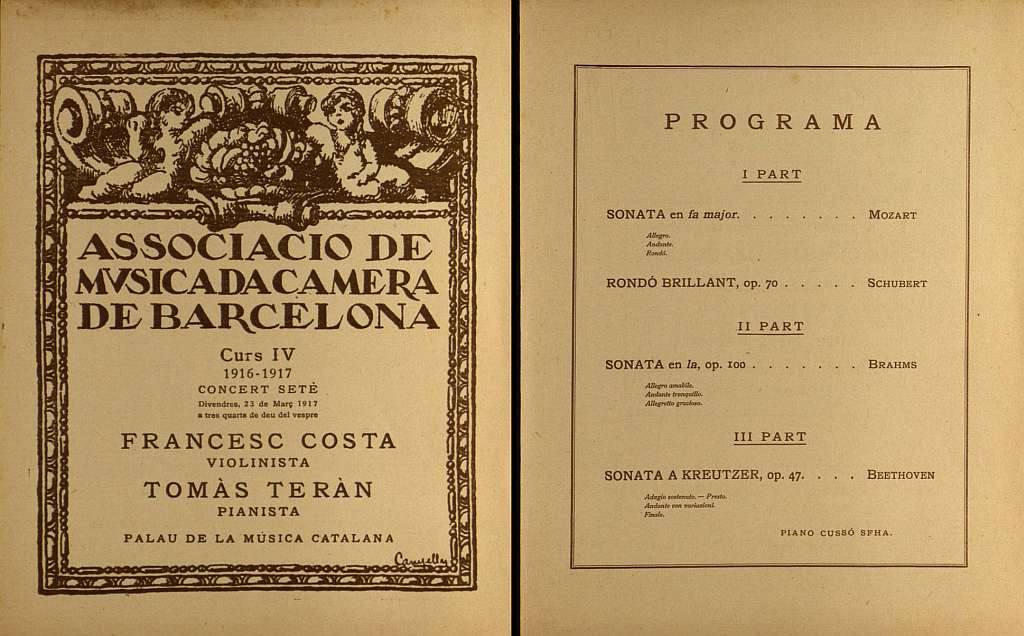 ASSOCIACIO DE
MVSICA DA CAMERA
DE BARCELONA
Curs IV
1916-1917
CONCERT SETÈ
Divendres, 23 de Març 1917
a tres quarts de deu del vespre
FRANCESC COSTA
VIOLINISTA
TOMÀS TERÀN
PIANISTA
PALAU DE LA MÚSICA CATALANA
PROGRAMA
I PART
SONATA en fa major. . . . . . . . MOZART
Allegro.
Andante.
Rondó.
RONDÓ BRILLANT, op. 70 . . . . . SCHUBERT
II PART
SONATA en la, op. 100 . . . . . . . BRAHMS
Allegro amabile.
Andante tranquillo.
Allegretto grazioso.
III PART
SONATA A KREUTZER, op. 47. . . . BEETHOVEN
Adagio sostenuto. — Presto.
Andante con variazioni.
Finale.
PIANO CUSSÓ SFHA.